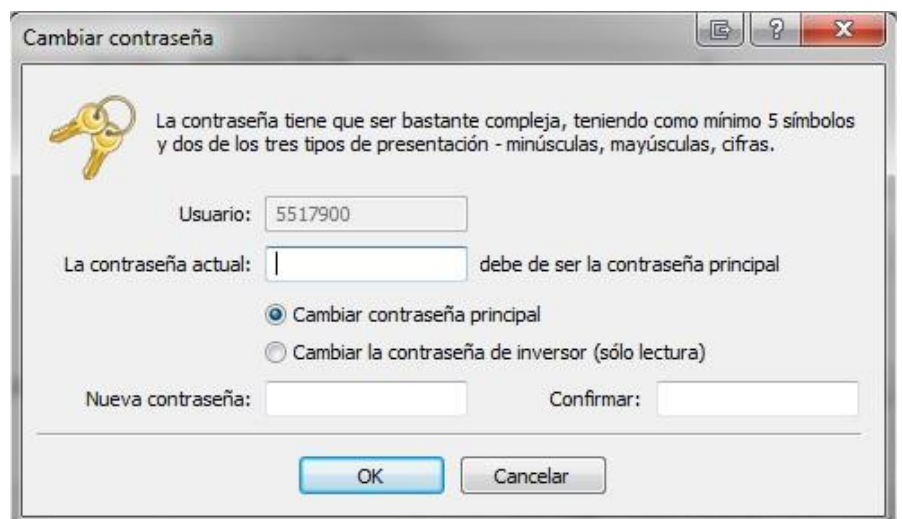 Cambiar contraseña
La contraseña tiene que ser bastante compleja, teniendo como mínimo 5 símbolos
y dos de los tres tipos de presentación - minúsculas, mayúsculas, cifras.
Usuario: 5517900
La contraseña actual: debe de ser la contraseña principal
Cambiar contraseña principal
Cambiar la contraseña de inversor (sólo lectura)
Nueva contraseña: Confirmar:
OK Cancelar